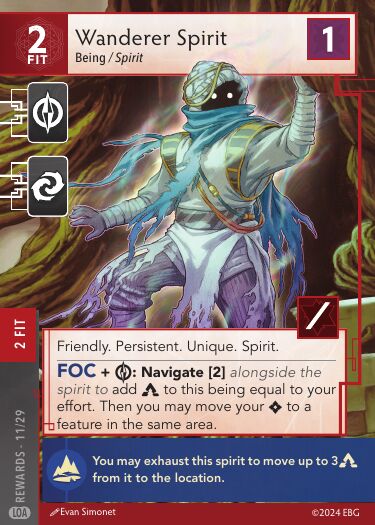 2
FIT
Wanderer Spirit
Being / Spirit
1
Friendly. Persistent. Unique. Spirit.
FOC + : Navigate [2] alongside the
spirit to add to this being equal to your
effort. Then you may move your to a
feature in the same area.
You may exhaust this spirit to move up to 3
from it to the location.
2 FIT
REWARDS - 11/29
LOA
Evan Simonet
©2024 EBG